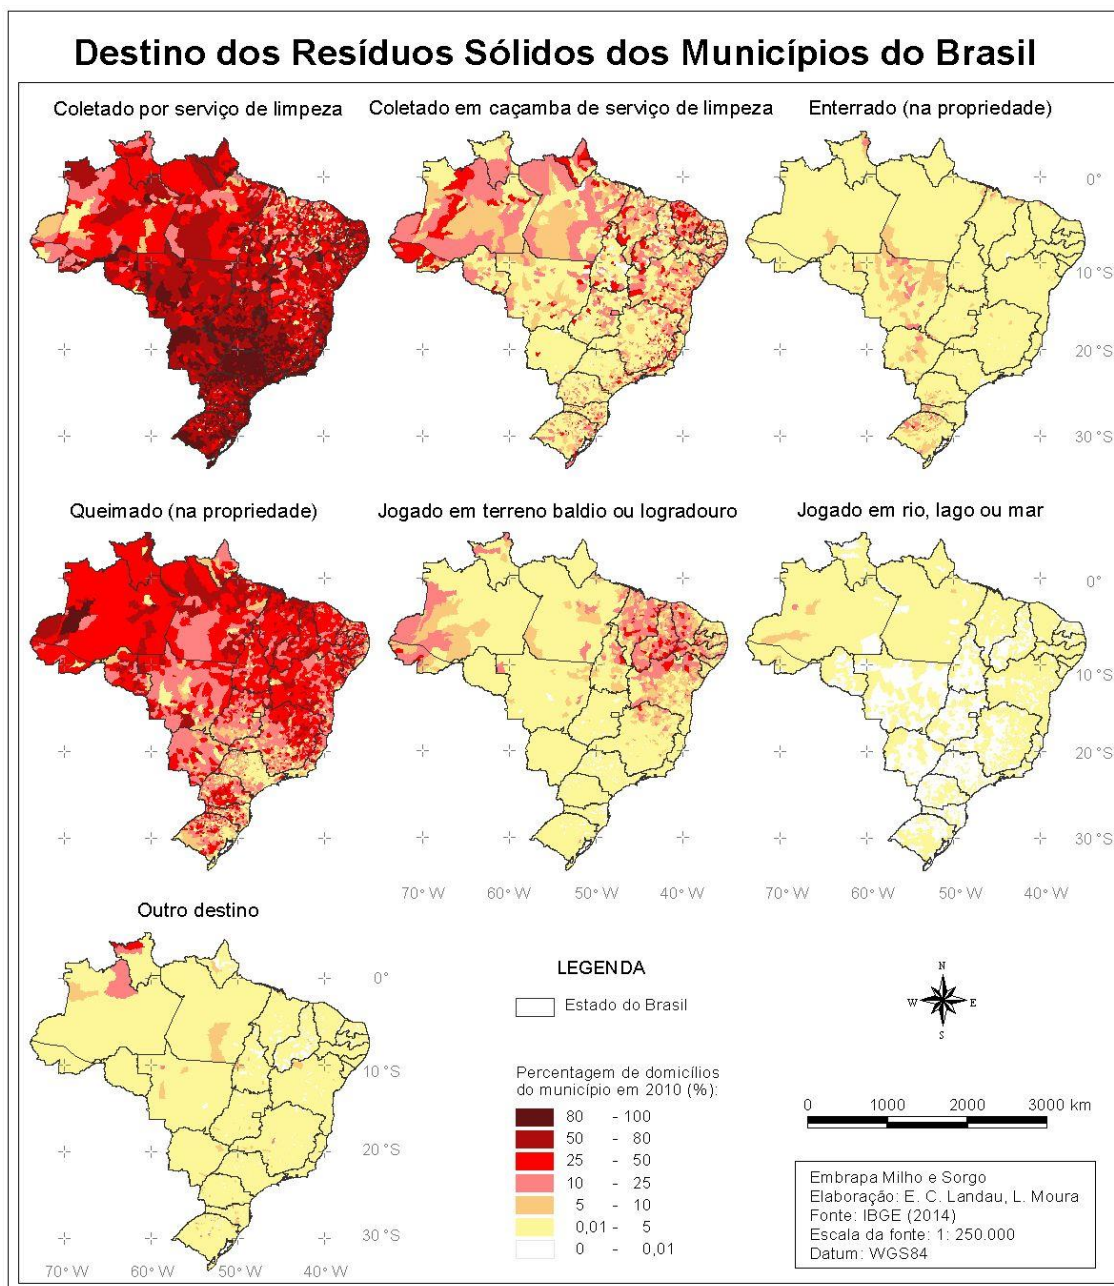 Destino dos Resíduos Sólidos dos Municípios do Brasil
Coletado por serviço de limpeza
Coletado em caçamba de serviço de limpeza
Enterrado (na propriedade)
0°
10°S
20°S
30°S
Queimado (na propriedade)
Jogado em terreno baldio ou logradouro
Jogado em rio, lago ou mar
0°
10°S
20°S
30°S
70°W 60°W 50°W 40°W
70°W 60°W 50°W 40°W
Outro destino
0°
10°S
20°S
30°S
70°W 60°W 50°W 40°W
LEGENDA
Estado do Brasil
Percentagem de domicílios
do município em 2010 (%):
80 - 100
50 - 80
25 - 50
10 - 25
5 - 10
0,01 - 5
0 - 0,01
N
W E
S
0 1000 2000 3000 km
Embrapa Milho e Sorgo
Elaboração: E. C. Landau, L. Moura
Fonte: IBGE (2014)
Escala da fonte: 1: 250.000
Datum: WGS84